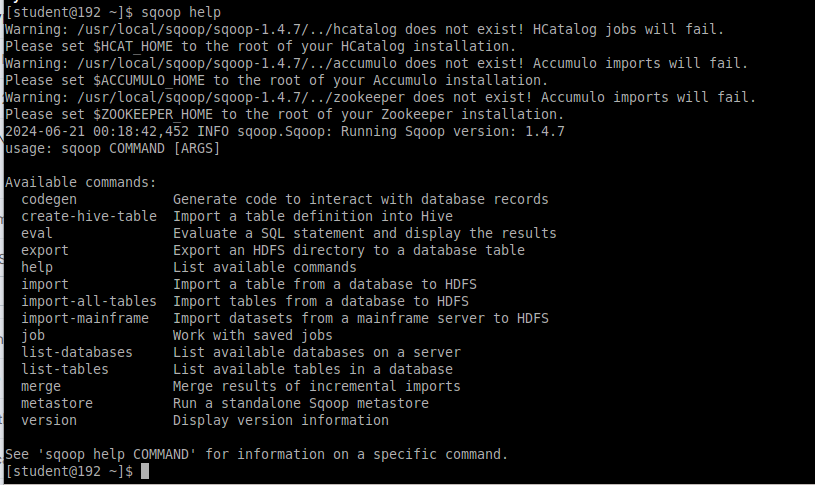 [student@192 ~]$ sqoop help
Warning: /usr/local/sqoop/sqoop-1.4.7/../hcatalog does not exist! HCatalog jobs will fail.
Please set $HCAT_HOME to the root of your HCatalog installation.
Warning: /usr/local/sqoop/sqoop-1.4.7/../accumulo does not exist! Accumulo imports will fail.
Please set $ACCUMULO_HOME to the root of your Accumulo installation.
Warning: /usr/local/sqoop/sqoop-1.4.7/../zookeeper does not exist! Accumulo imports will fail.
Please set $ZOOKEEPER_HOME to the root of your Zookeeper installation.
2024-06-21 00:18:42,452 INFO sqoop.Sqoop: Running Sqoop version: 1.4.7
usage: sqoop COMMAND [ARGS]

Available commands:
  codegen            Generate code to interact with database records
  create-hive-table  Import a table definition into Hive
  eval               Evaluate a SQL statement and display the results
  export             Export an HDFS directory to a database table
  help               List available commands
  import             Import a table from a database to HDFS
  import-all-tables  Import tables from a database to HDFS
  import-mainframe   Import datasets from a mainframe server to HDFS
  job                Work with saved jobs
  list-databases     List available databases on a server
  list-tables        List available tables in a database
  merge              Merge results of incremental imports
  metastore          Run a standalone Sqoop metastore
  version            Display version information

See 'sqoop help COMMAND' for information on a specific command.
[student@192 ~]$